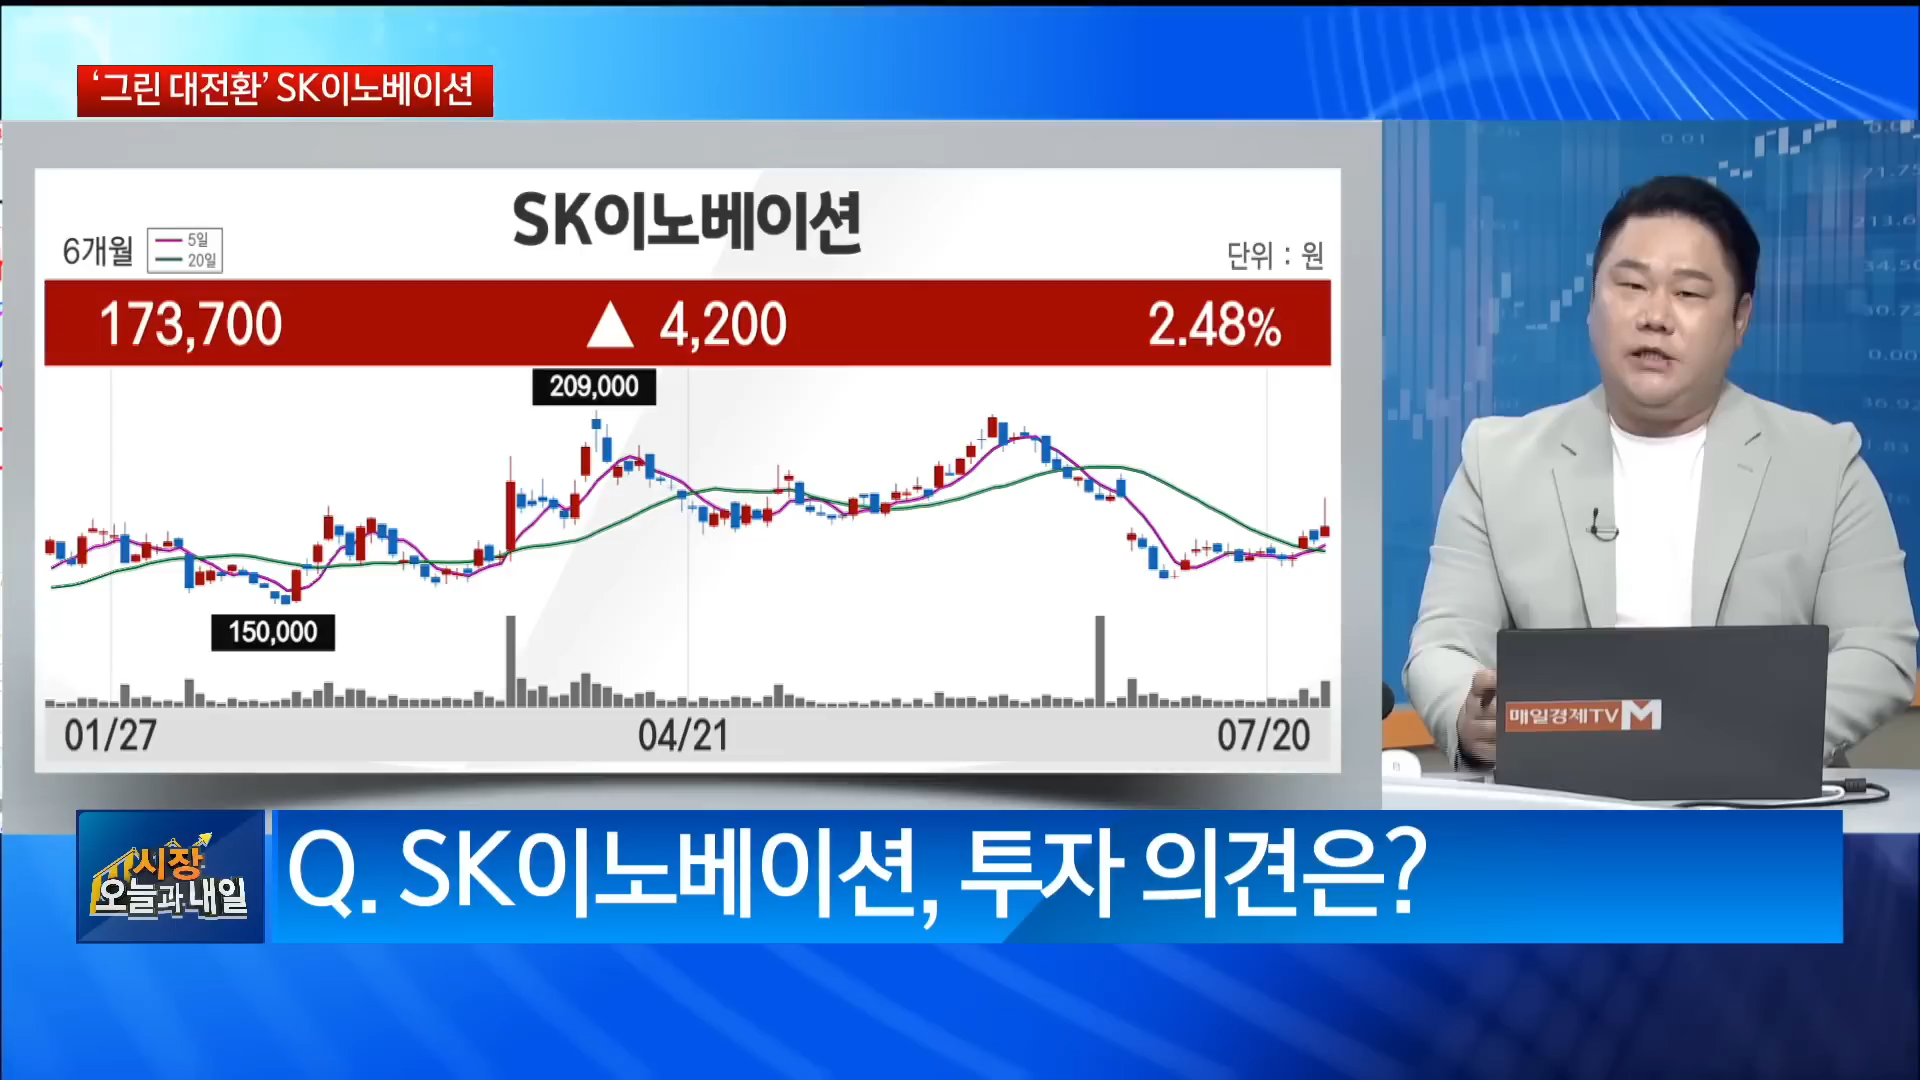 ‘그린 대전환’ SK이노베이션
SK이노베이션
6개월
5일
20일
단위 : 원
173,700 ▲ 4,200 2.48%
209,000
150,000
01/27 04/21 07/20
매일경제TV M
시장
오늘과 내일
Q. SK이노베이션, 투자 의견은?